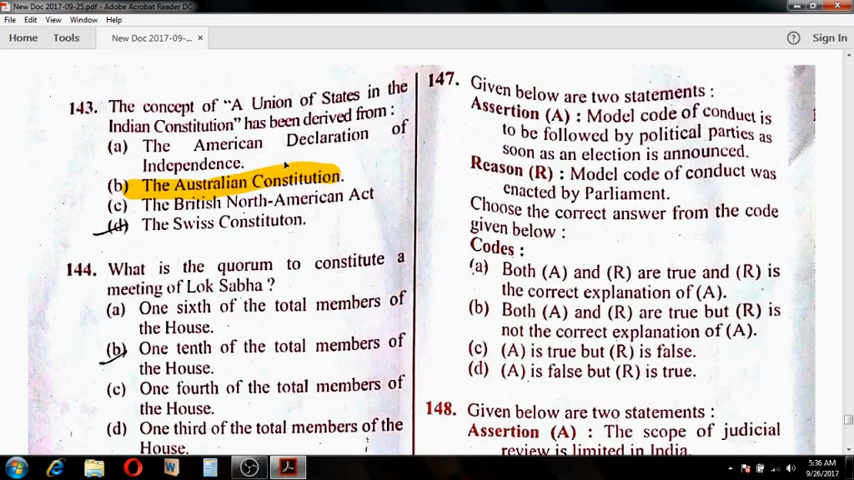 New Doc 2017-09-25.pdf - Adobe Acrobat Reader DC
File Edit View Window Help
Home Tools New Doc 2017-09-... × Sign In
143. The concept of "A Union of States in the
Indian Constitution" has been derived from :
(a) The American Declaration of
Independence.
(b) The Australian Constitution.
(c) The British North-American Act
(d) The Swiss Constituton.
144. What is the quorum to constitute a
meeting of Lok Sabha ?
(a) One sixth of the total members of
the House.
(b) One tenth of the total members of
the House.
(c) One fourth of the total members of
the House.
(d) One third of the total members of the
House.
147. Given below are two statements :
Assertion (A) : Model code of conduct is
to be followed by political parties as
soon as an election is announced.
Reason (R) : Model code of conduct was
enacted by Parliament.
Choose the correct answer from the code
given below :
Codes :
(a) Both (A) and (R) are true and (R) is
the correct explanation of (A).
(b) Both (A) and (R) are true but (R) is
not the correct explanation of (A).
(c) (A) is true but (R) is false.
(d) (A) is false but (R) is true.
148. Given below are two statements :
Assertion (A) : The scope of judicial
review is limited in India.
5:36 AM
9/26/2017